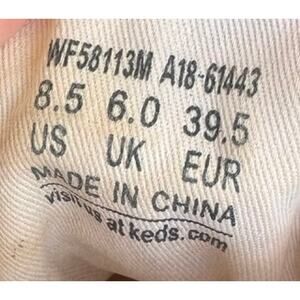 WF58113M A18-61443
8.5 6.0 39.5
US UK EUR
MADE IN CHINA
visit us at keds.com